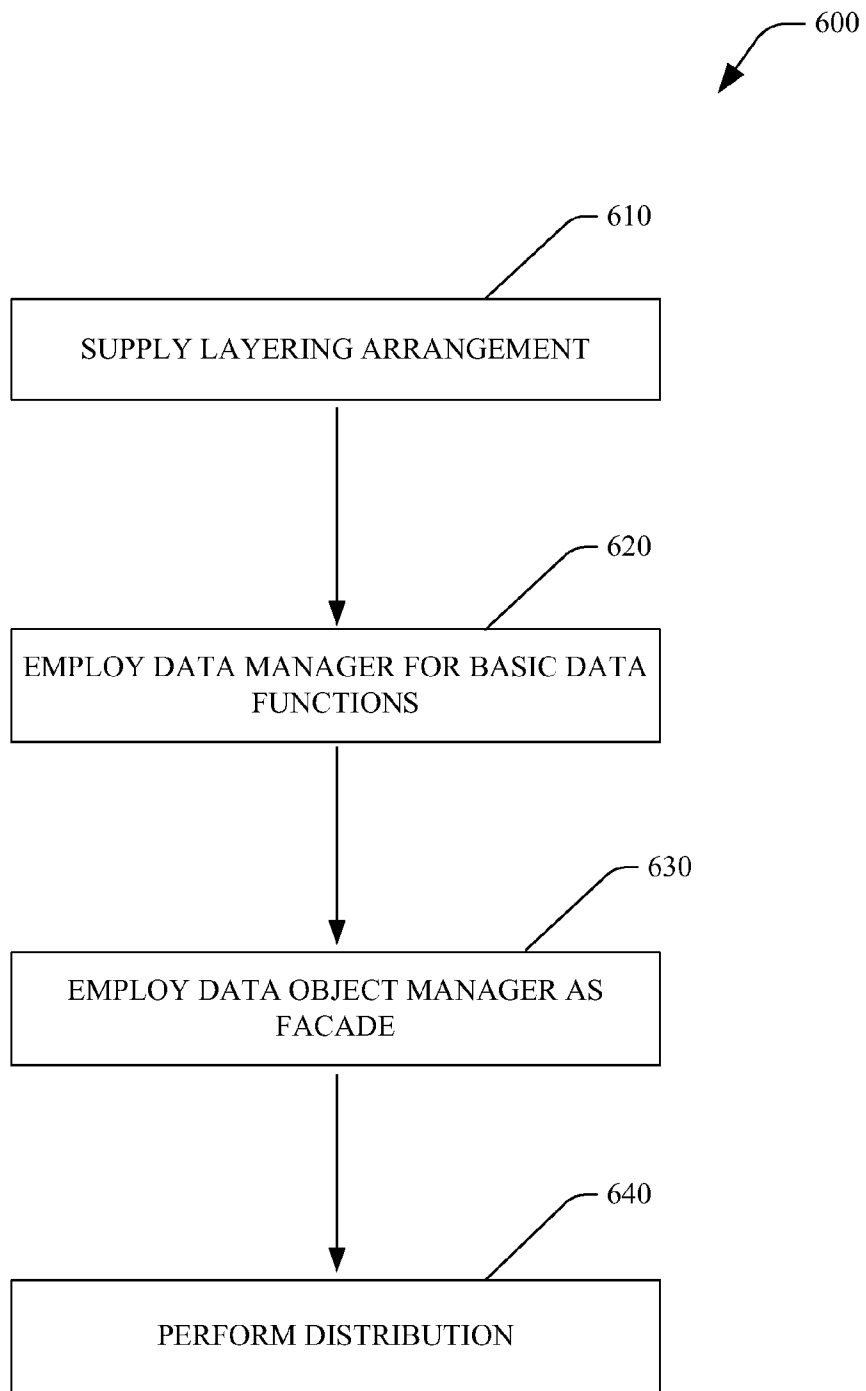 600
610
SUPPLY LAYERING ARRANGEMENT
620
EMPLOY DATA MANAGER FOR BASIC DATA
FUNCTIONS
630
EMPLOY DATA OBJECT MANAGER AS
FACADE
640
PERFORM DISTRIBUTION